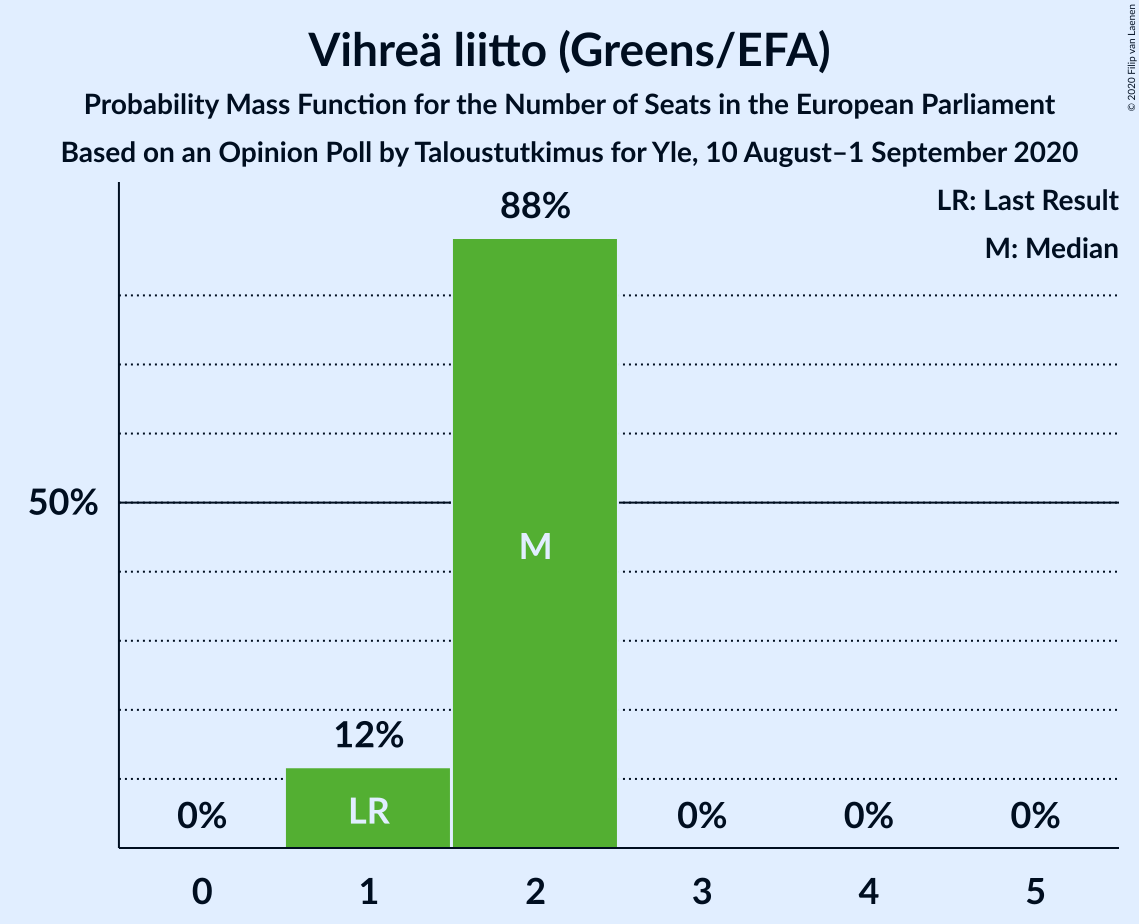 Vihreä liitto (Greens/EFA)
Probability Mass Function for the Number of Seats in the European Parliament
Based on an Opinion Poll by Taloustutkimus for Yle, 10 August–1 September 2020
© 2020 Filip van Laenen
LR: Last Result
M: Median
88%
50%
M
12%
LR
0%
0%
0%
0%
0 1 2 3 4 5